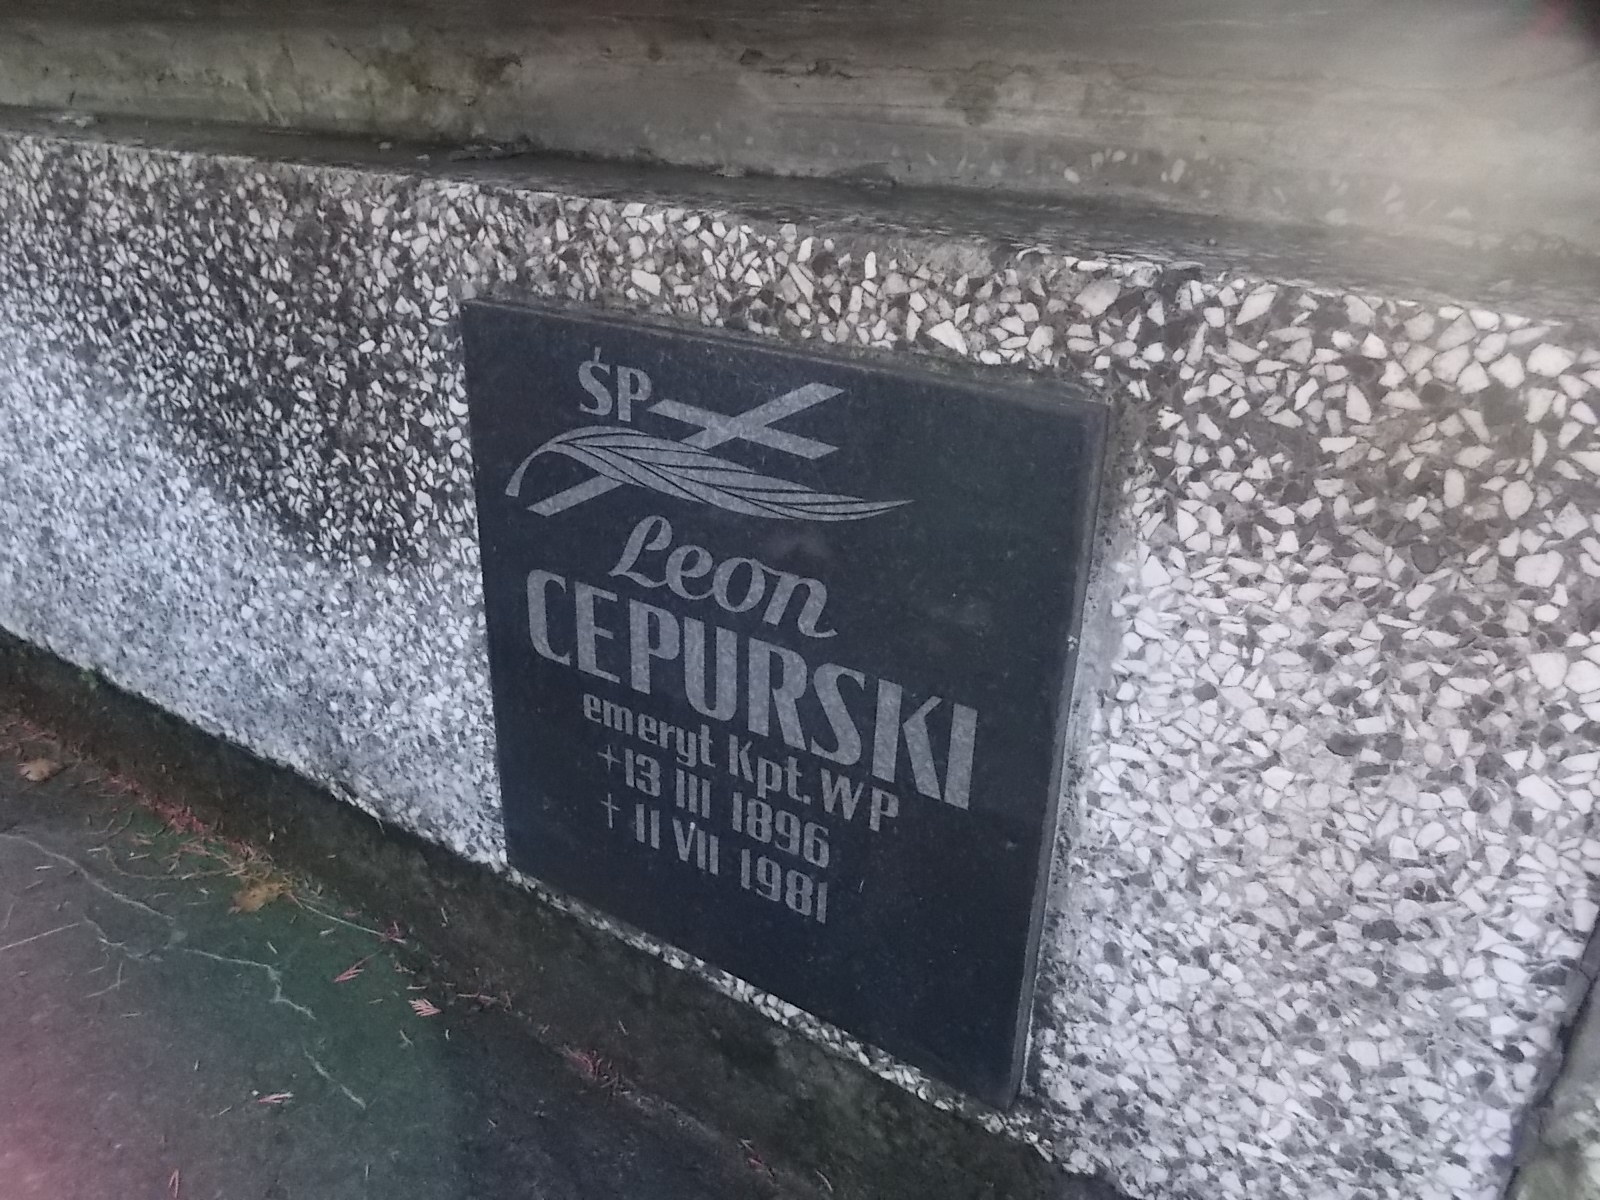 ŚP
Leon
CEPURSKI
emeryt Kpt. WP
+13 III 1896
† 11 VII 1981